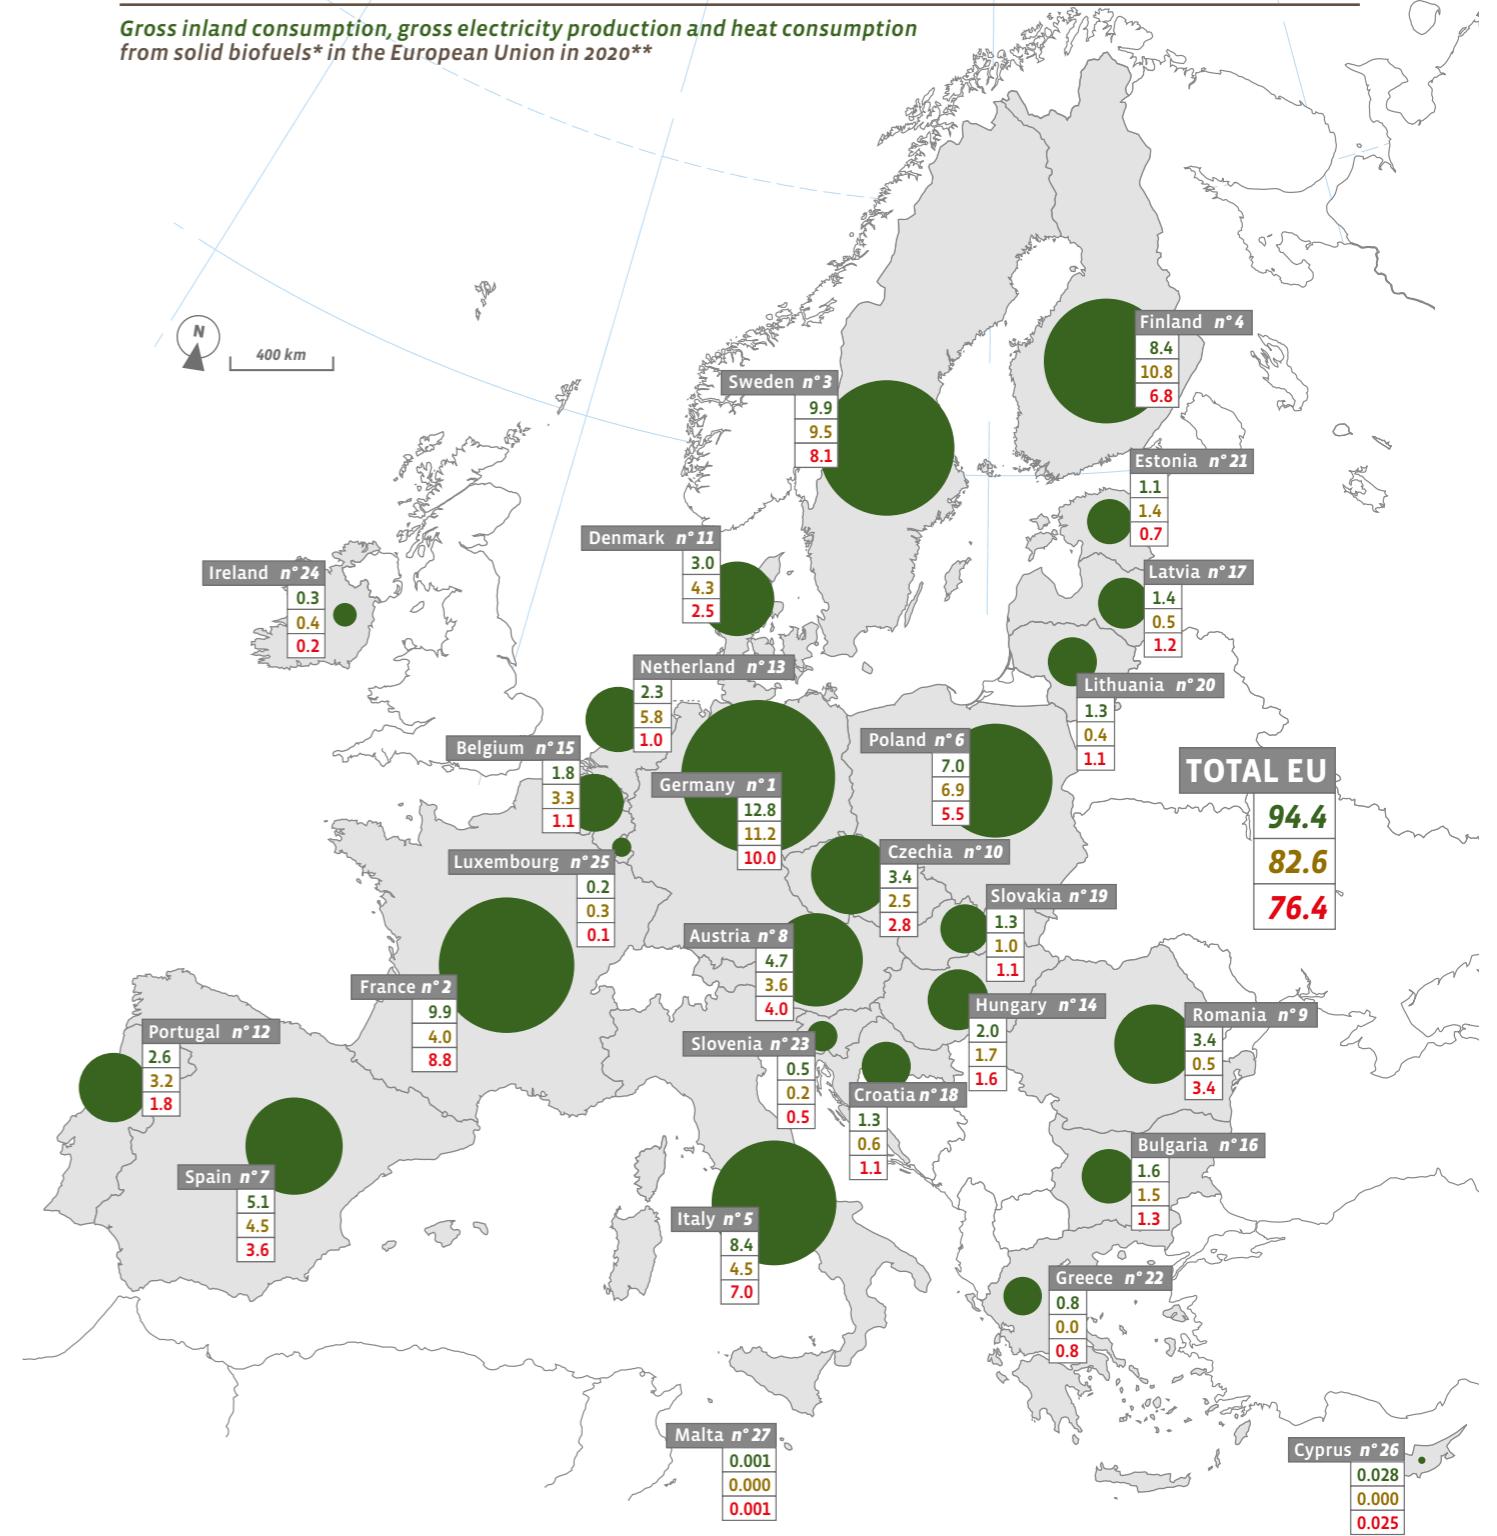 Gross inland consumption, gross electricity production and heat consumption
from solid biofuels* in the European Union in 2020**
N
400 km
Finland n° 4
8.4
10.8
6.8
Sweden n° 3
9.9
9.5
8.1
Estonia n° 21
1.1
1.4
0.7
Denmark n° 11
3.0
4.3
2.5
Ireland n° 24
0.3
0.4
0.2
Latvia n° 17
1.4
0.5
1.2
Netherland n° 13
2.3
5.8
1.0
Lithuania n° 20
1.3
0.4
1.1
Belgium n° 15
1.8
3.3
1.1
Poland n° 6
7.0
6.9
5.5
Germany n° 1
12.8
11.2
10.0
TOTAL EU
94.4
82.6
76.4
Luxembourg n° 25
0.2
0.3
0.1
Czechia n° 10
3.4
2.5
2.8
Slovakia n° 19
1.3
1.0
1.1
Austria n° 8
4.7
3.6
4.0
France n° 2
9.9
4.0
8.8
Hungary n° 14
2.0
1.7
1.6
Romania n° 9
3.4
0.5
3.4
Portugal n° 12
2.6
3.2
1.8
Slovenia n° 23
0.5
0.2
0.5
Croatia n° 18
1.3
0.6
1.1
Bulgaria n° 16
1.6
1.5
1.3
Spain n° 7
5.1
4.5
3.6
Italy n° 5
8.4
4.5
7.0
Greece n° 22
0.8
0.0
0.8
Malta n° 27
0.001
0.000
0.001
Cyprus n° 26
0.028
0.000
0.025